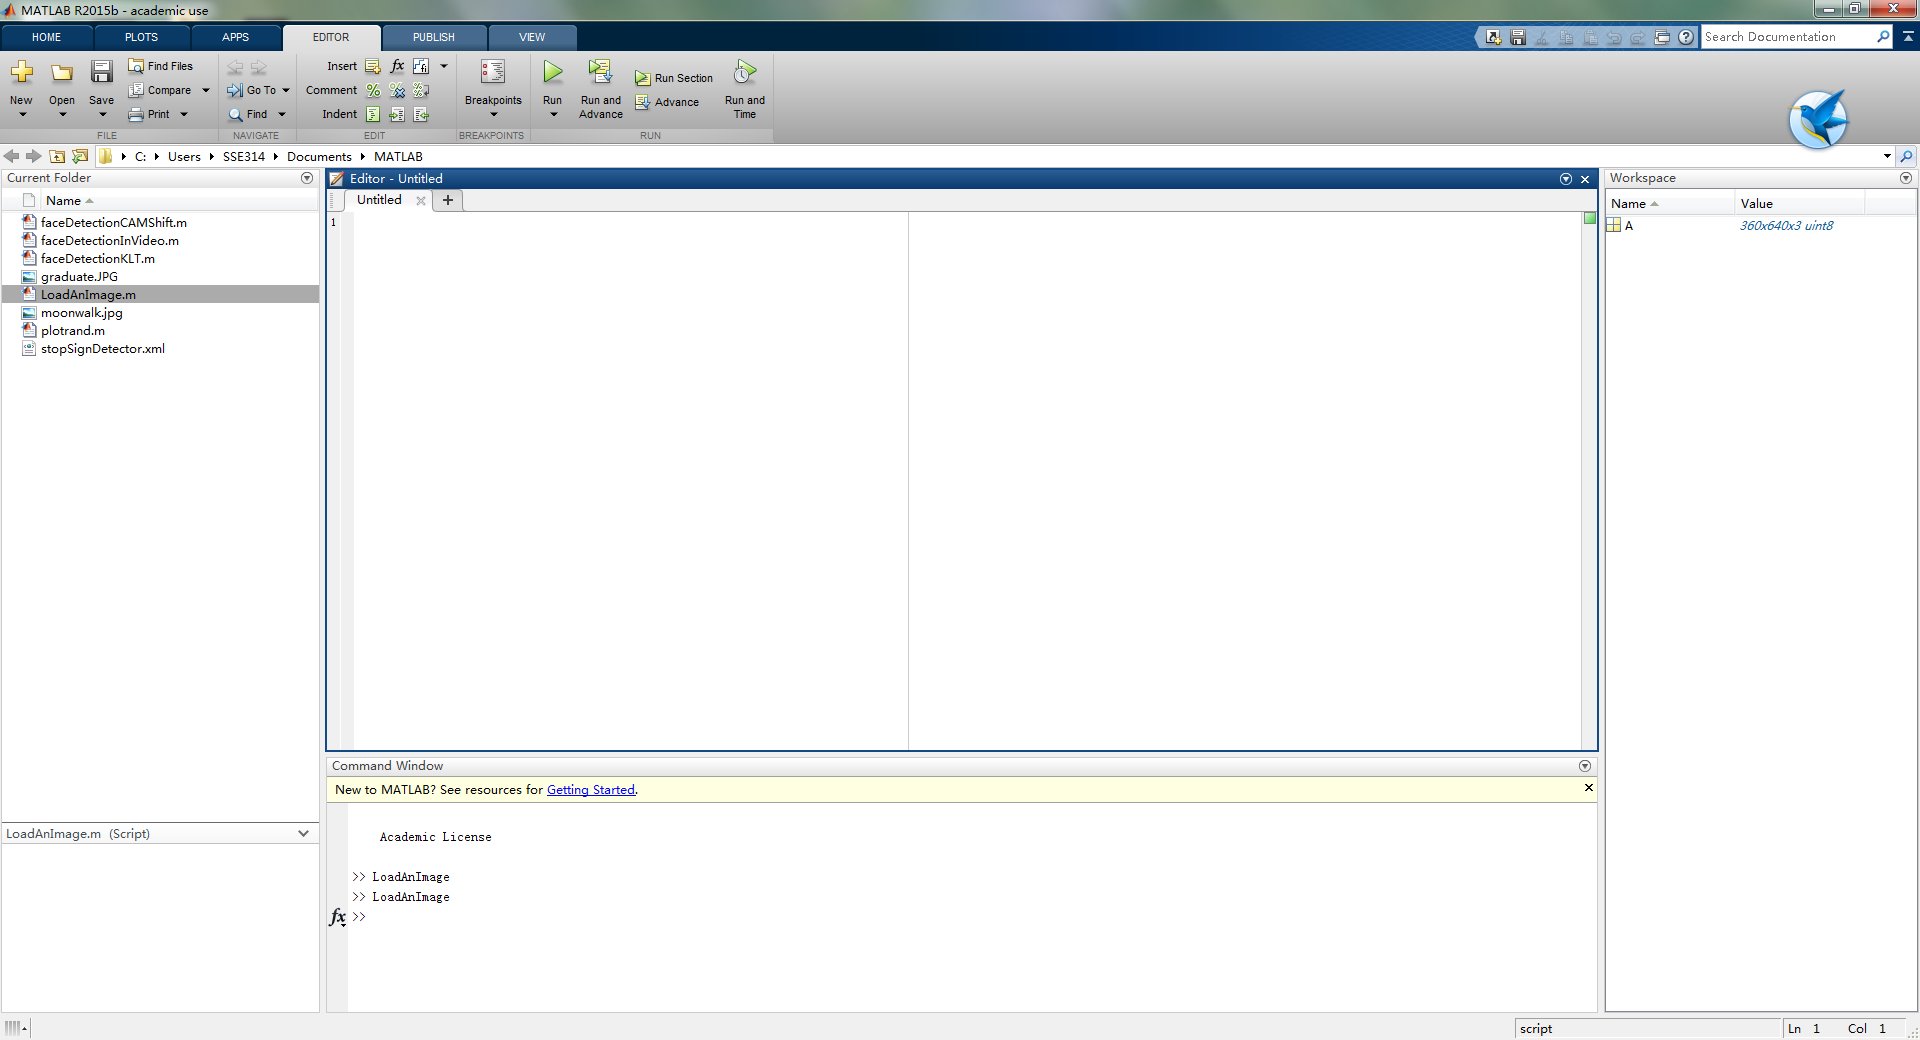 MATLAB R2015b - academic use
HOME PLOTS APPS EDITOR PUBLISH VIEW
Search Documentation
New
Open
Save
Find Files
Compare
Print
FILE
Go To
Find
NAVIGATE
Insert
Comment
Indent
EDIT
Breakpoints
BREAKPOINTS
Run
Run and Advance
Run Section
Advance
Run and Time
RUN
C: Users SSE314 Documents MATLAB
Current Folder
Name
faceDetectionCAMShift.m
faceDetectionInVideo.m
faceDetectionKLT.m
graduate.JPG
LoadAnImage.m
moonwalk.jpg
plotrand.m
stopSignDetector.xml
LoadAnImage.m (Script)
Editor - Untitled
Untitled
1
Command Window
New to MATLAB? See resources for Getting Started.
Academic License
>> LoadAnImage
>> LoadAnImage
fx >>
Workspace
Name Value
A 360x640x3 uint8
script
Ln 1 Col 1